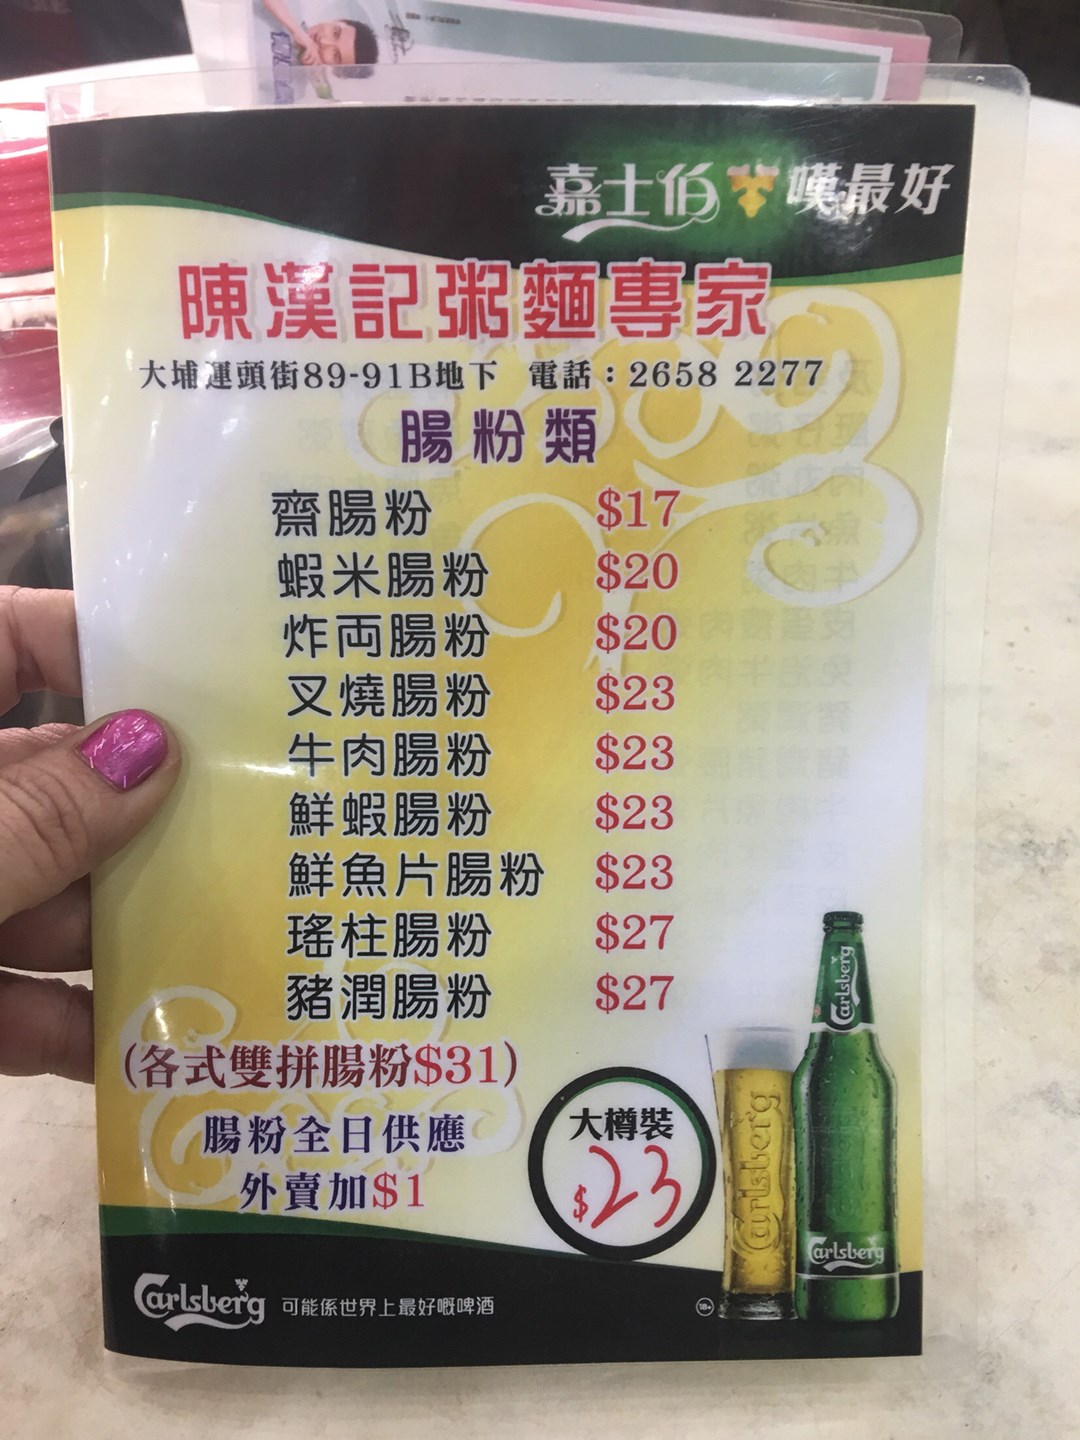 嘉士伯 嘆最好
陳漢記粥麵專家
大埔運頭街89-91B地下 電話：2658 2277
腸粉類
齋腸粉 $17
蝦米腸粉 $20
炸両腸粉 $20
叉燒腸粉 $23
牛肉腸粉 $23
鮮蝦腸粉 $23
鮮魚片腸粉 $23
瑤柱腸粉 $27
豬潤腸粉 $27
(各式雙拼腸粉$31)
腸粉全日供應
外賣加$1
大樽裝
$23
Carlsberg
Carlsberg
Carlsberg
Carlsberg 可能係世界上最好嘅啤酒
18+